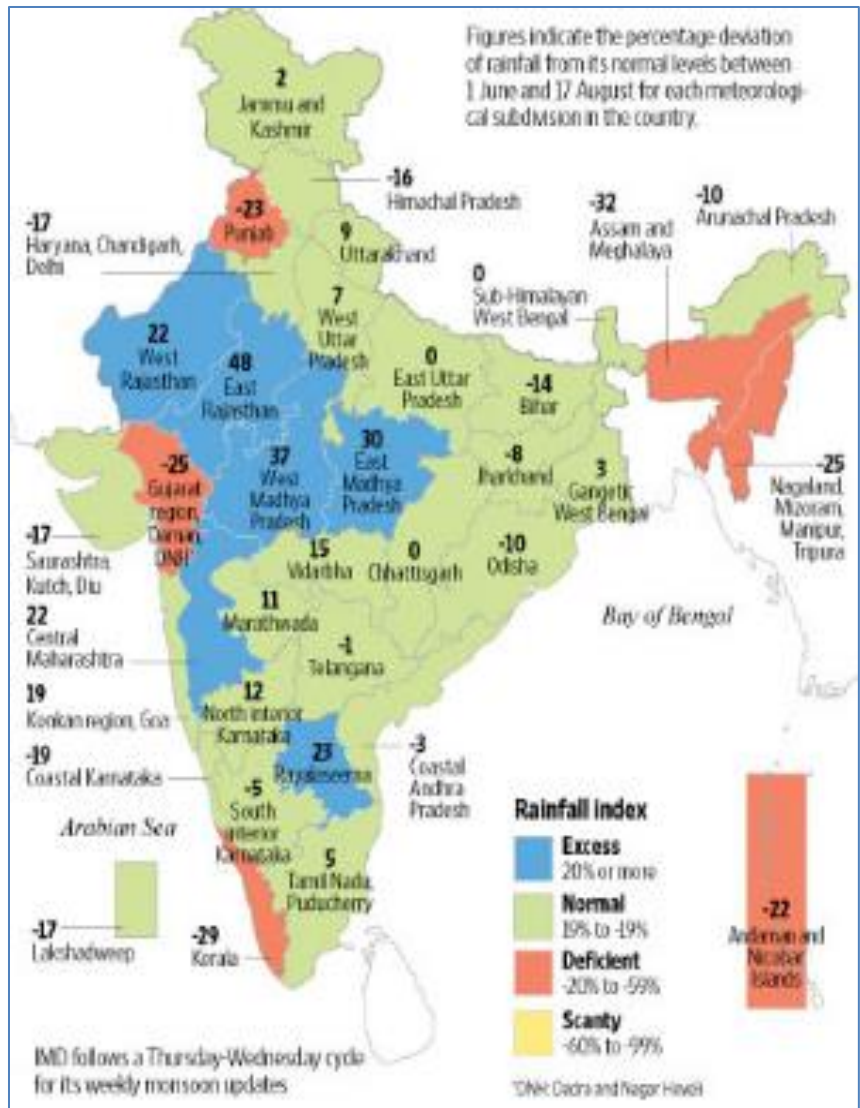 Figures indicate the percentage deviation
of rainfall from its normal levels between
1 June and 17 August for each meteorologi-
cal subdivision in the country.
2
Jammu and
Kashmir
-16
Himachal Pradesh
-23
Punjab
-17
Haryana, Chandigarh,
Delhi
9
Uttarakhand
-32
Assam and
Meghalaya
-10
Arunachal Pradesh
0
Sub-Himalayan
West Bengal
7
West
Uttar
Pradesh
22
West
Rajasthan
48
East
Rajasthan
0
East Uttar
Pradesh
-14
Bihar
-25
Gujarat
region,
Daman,
DNH*
37
West
Madhya
Pradesh
30
East
Madhya
Pradesh
-8
Jharkhand
3
Gangetic
West Bengal
-25
Nagaland,
Mizoram,
Manipur,
Tripura
-17
Saurashtra,
Kutch, Diu
15
Vidarbha
0
Chhattisgarh
-10
Odisha
22
Central
Maharashtra
11
Marathwada
-1
Telangana
Bay of Bengol
19
Konkan region, Goa
12
North interior
Karnataka
-19
Coastal Karnataka
23
Rayalseema
-3
Coastal
Andhra
Pradesh
-5
South
interior
Karnataka
Arabian Sea
5
Tamil Nadu,
Puducherry
-17
Lakshadweep
-29
Kerala
Rainfall index
Excess
20% or more
Normal
19% to -19%
Deficient
-20% to -59%
Scanty
-60% to -99%
-22
Andaman and
Nicobar
Islands
IMD follows a Thursday-Wednesday cycle
for its weekly monsoon updates
*DNH: Dadra and Nagar Haveli